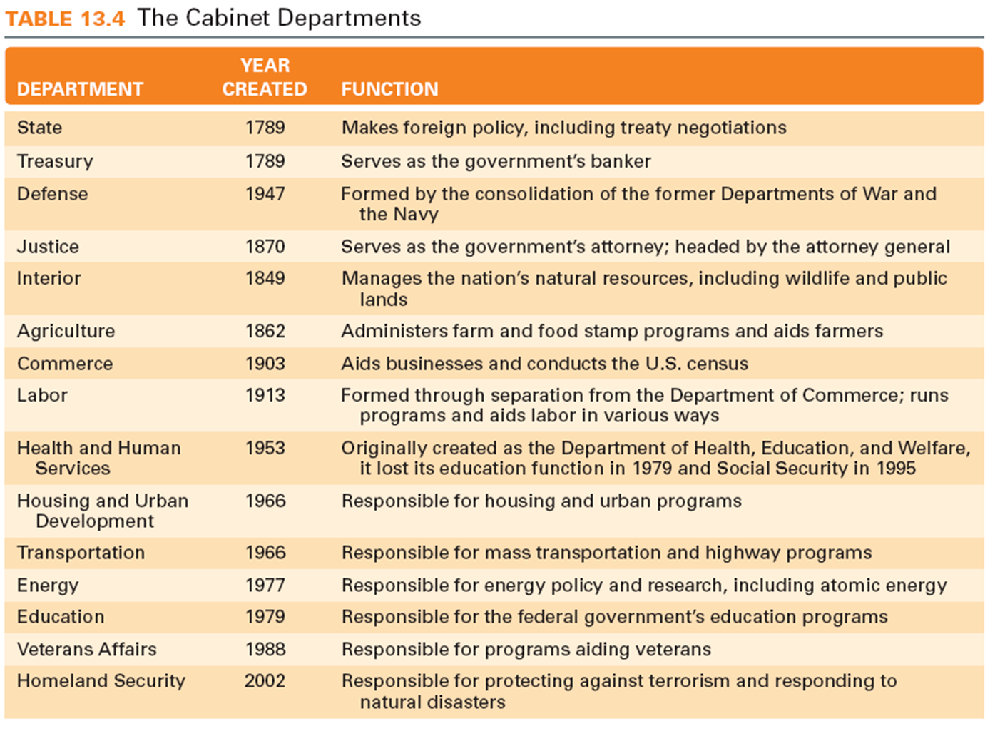 TABLE 13.4 The Cabinet Departments
DEPARTMENT YEAR CREATED FUNCTION
State 1789 Makes foreign policy, including treaty negotiations
Treasury 1789 Serves as the government’s banker
Defense 1947 Formed by the consolidation of the former Departments of War and
the Navy
Justice 1870 Serves as the government’s attorney; headed by the attorney general
Interior 1849 Manages the nation’s natural resources, including wildlife and public
lands
Agriculture 1862 Administers farm and food stamp programs and aids farmers
Commerce 1903 Aids businesses and conducts the U.S. census
Labor 1913 Formed through separation from the Department of Commerce; runs
programs and aids labor in various ways
Health and Human 1953 Originally created as the Department of Health, Education, and Welfare,
Services it lost its education function in 1979 and Social Security in 1995
Housing and Urban 1966 Responsible for housing and urban programs
Development
Transportation 1966 Responsible for mass transportation and highway programs
Energy 1977 Responsible for energy policy and research, including atomic energy
Education 1979 Responsible for the federal government’s education programs
Veterans Affairs 1988 Responsible for programs aiding veterans
Homeland Security 2002 Responsible for protecting against terrorism and responding to
natural disasters